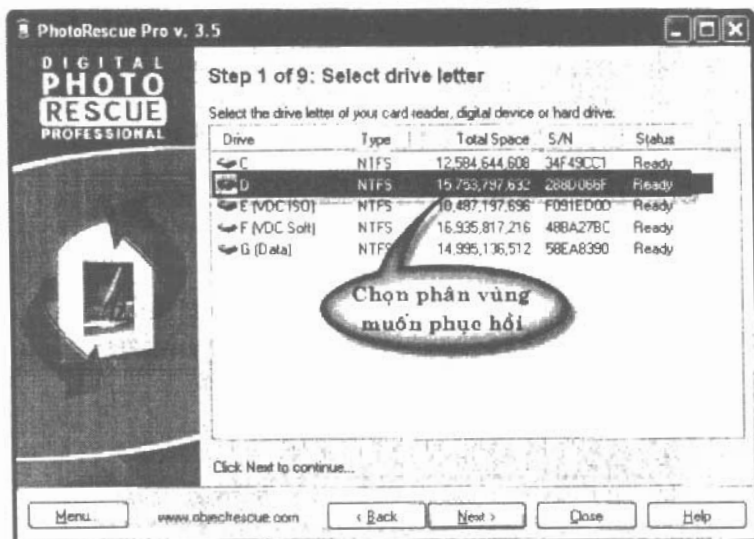 PhotoRescue Pro v. 3.5
DIGITAL
PHOTO
RESCUE
PROFESSIONAL
Step 1 of 9: Select drive letter
Select the drive letter of your card reader, digital device or hard drive.
Drive Type Total Space S/N Status
C NTFS 12,584,644,608 34F49CC1 Ready
D NTFS 15,753,797,632 288D066F Ready
E (VDC ISO) NTFS 10,487,197,696 F091ED0D Ready
F (VDC Soft) NTFS 16,935,817,216 488A27BC Ready
G (Data) NTFS 14,995,136,512 58EA8390 Ready
Chọn phân vùng
muốn phục hồi
Click Next to continue...
Menu... www.objectrescue.com < Back Next > Close Help